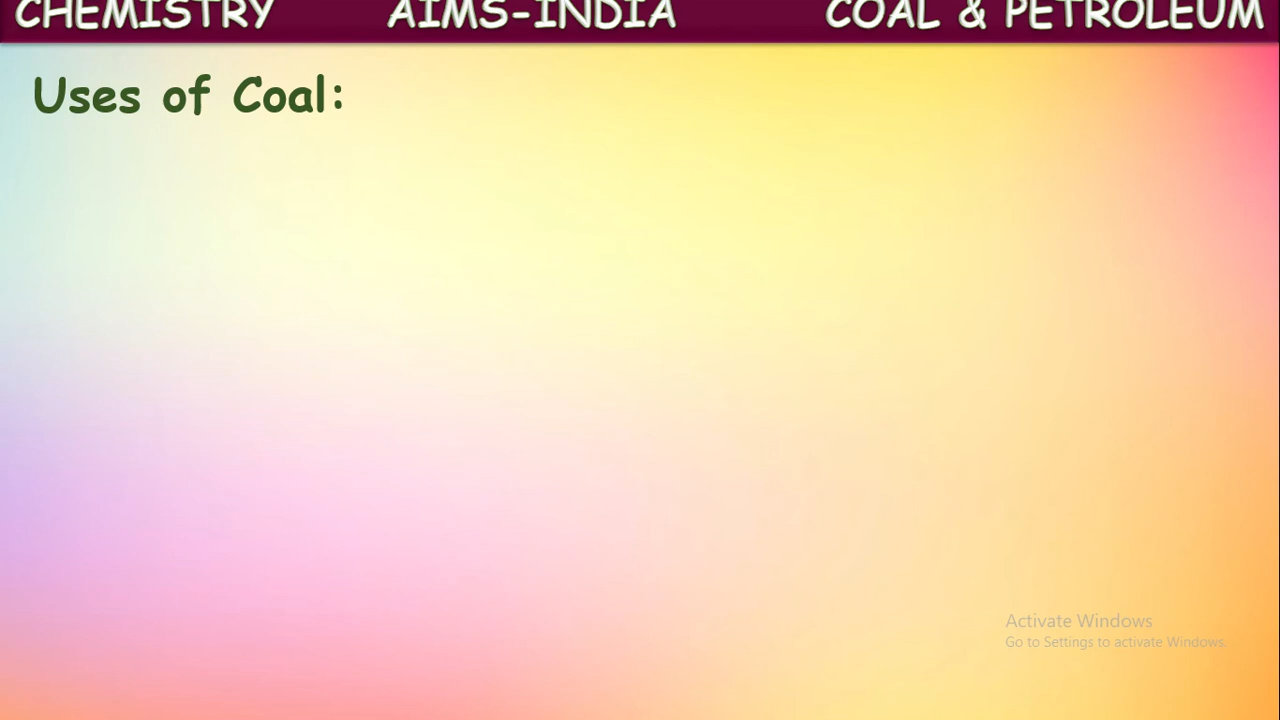 CHEMISTRY AIMS-INDIA COAL & PETROLEUM
Uses of Coal:
Activate Windows
Go to Settings to activate Windows.